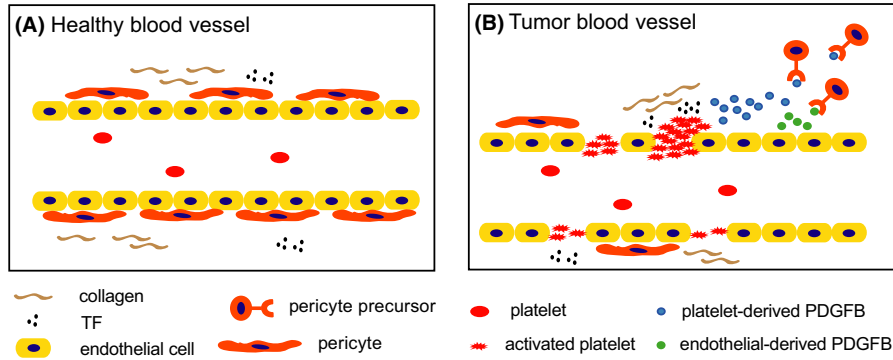 (A) Healthy blood vessel
(B) Tumor blood vessel
collagen
TF
endothelial cell
pericyte precursor
pericyte
platelet
activated platelet
platelet-derived PDGFB
endothelial-derived PDGFB